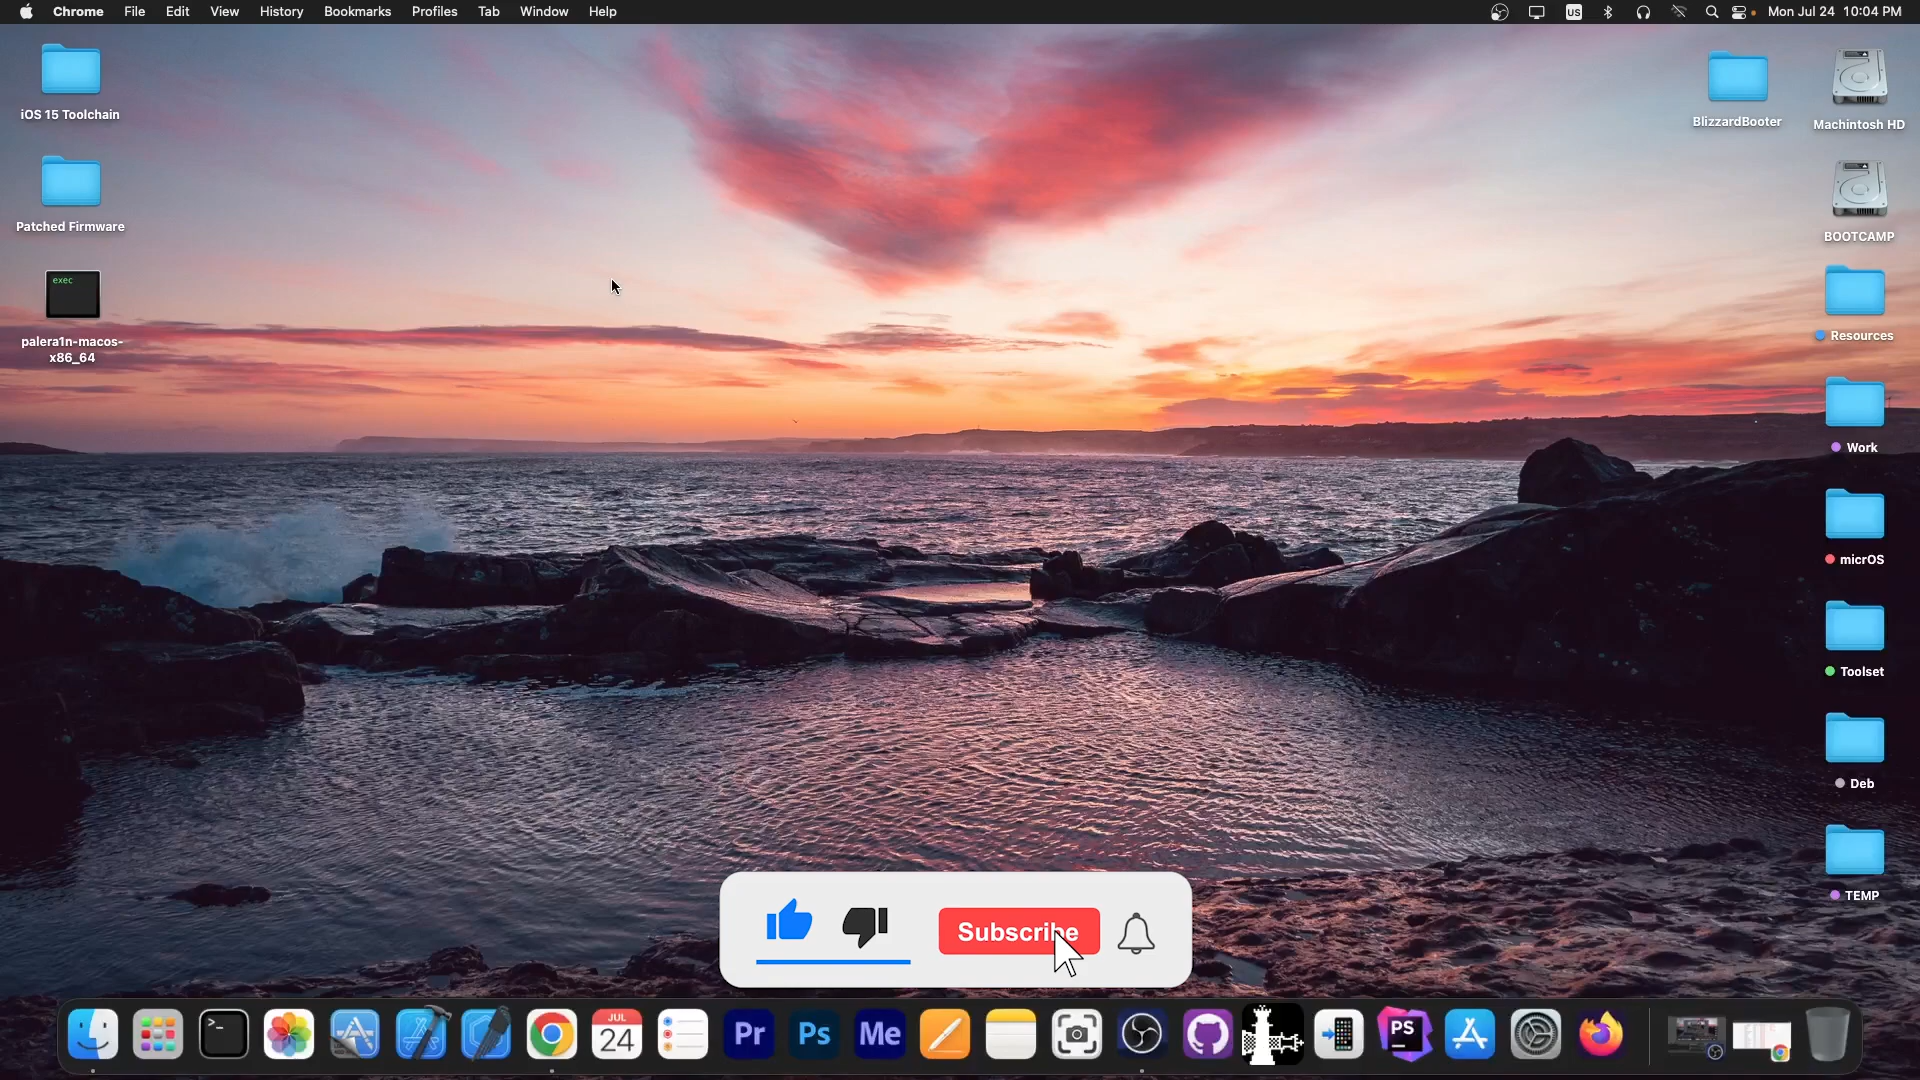 Chrome File Edit View History Bookmarks Profiles Tab Window Help
US
Mon Jul 24 10:04 PM
iOS 15 Toolchain
Patched Firmware
exec
palera1n-macos-
x86_64
BlizzardBooter
Machintosh HD
BOOTCAMP
Resources
Work
micrOS
Toolset
Deb
TEMP
Subscribe
>_
JUL
24
Pr
Ps
Me
PS